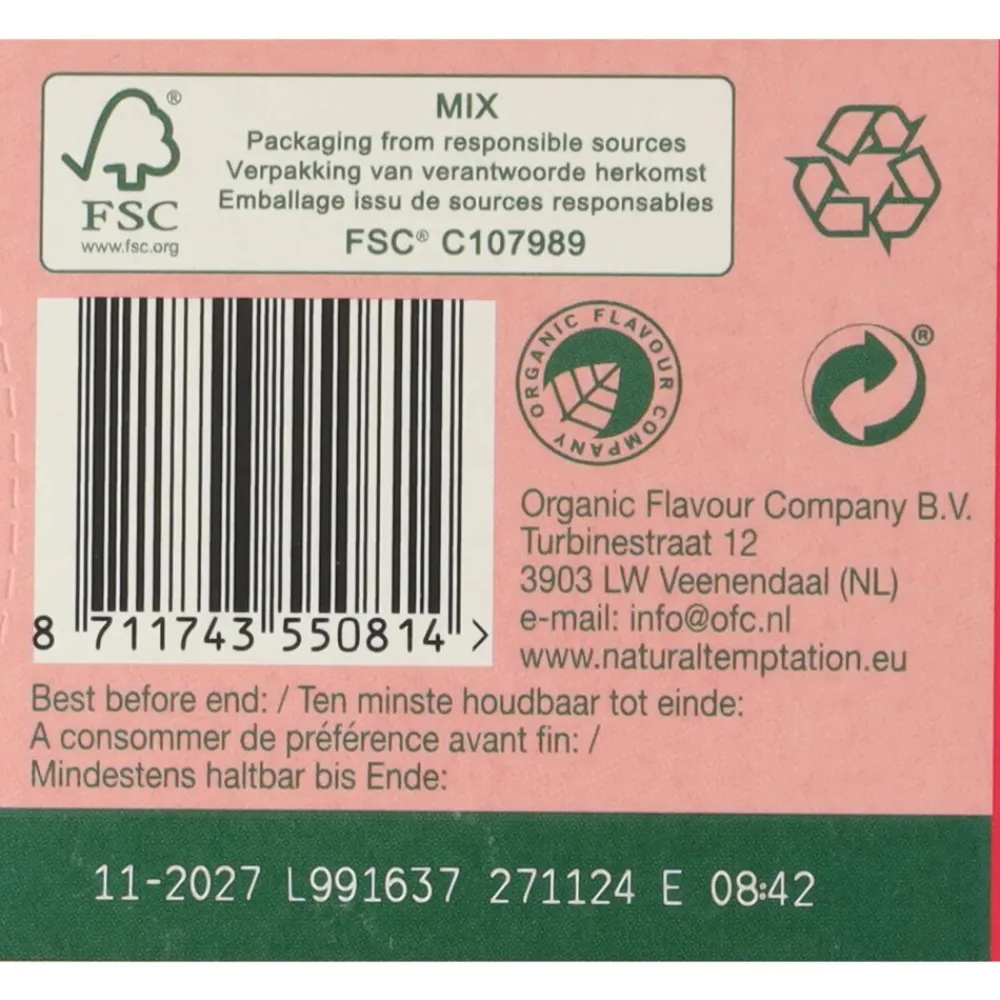 MIX
Packaging from responsible sources
Verpakking van verantwoorde herkomst
Emballage issu de sources responsables
FSC® C107989
®
FSC
www.fsc.org
ORGANIC FLAVOUR COMPANY
®
8 711743 550814 >
Organic Flavour Company B.V.
Turbinestraat 12
3903 LW Veenendaal (NL)
e-mail: info@ofc.nl
www.naturaltemptation.eu
Best before end: / Ten minste houdbaar tot einde:
A consommer de préférence avant fin: /
Mindestens haltbar bis Ende:
11-2027 L991637 271124 E 08:42